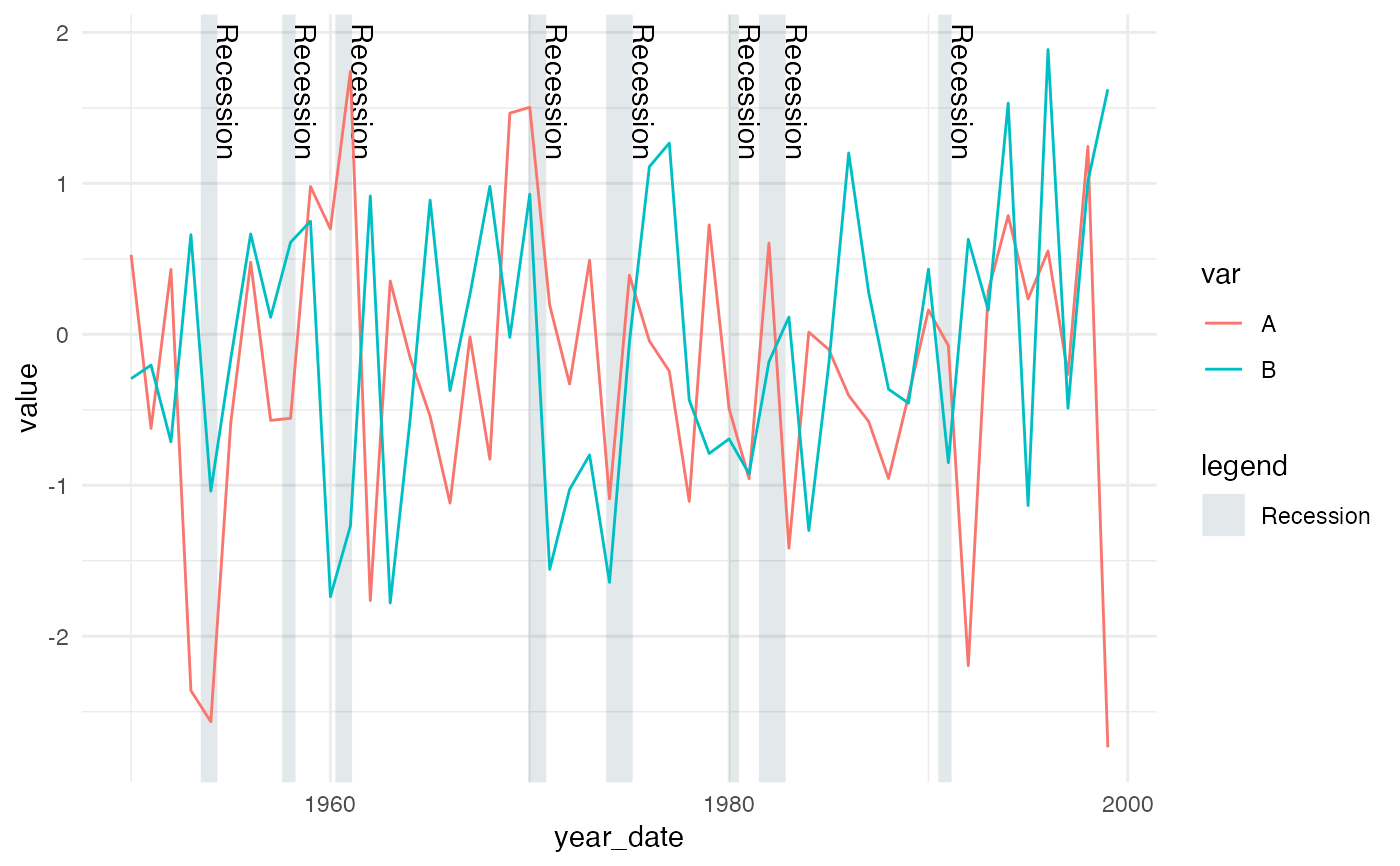 2
1
0
-1
-2
value
Recession
Recession
Recession
Recession
Recession
Recession
Recession
Recession
1960
1980
2000
year_date
var
A
B
legend
Recession